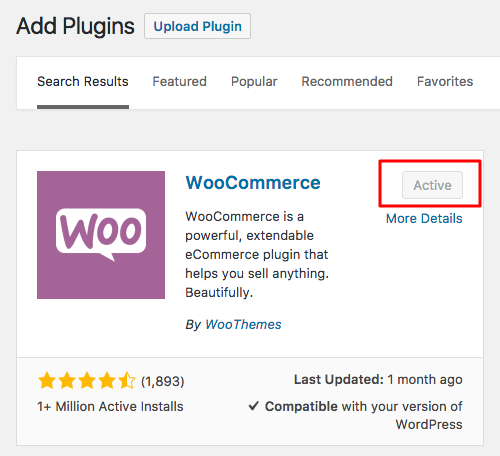 Add Plugins Upload Plugin
Search Results Featured Popular Recommended Favorites
WOO
WooCommerce
Active
More Details
WooCommerce is a
powerful, extendable
eCommerce plugin that
helps you sell anything.
Beautifully.
By WooThemes
(1,893)
1+ Million Active Installs
Last Updated: 1 month ago
✓ Compatible with your version of
WordPress